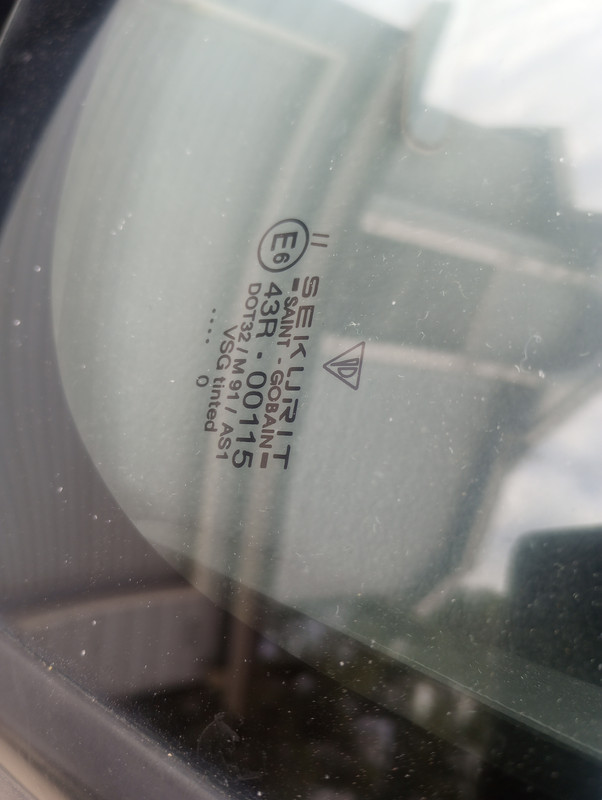 II
E6
SEKURIT
SAINT - GOBAIN
43R - 00115
DOT32 / M 91 / AS1
VSG tinted
0
....